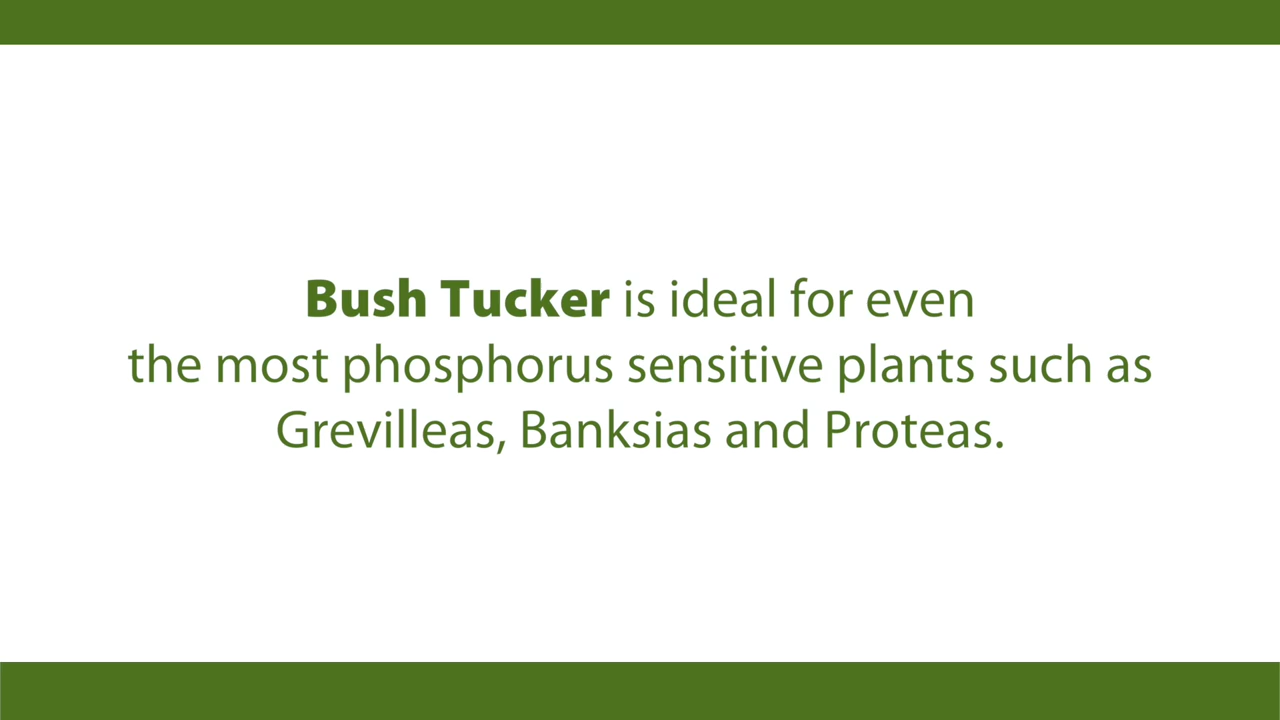 Bush Tucker is ideal for even
the most phosphorus sensitive plants such as
Grevilleas, Banksias and Proteas.